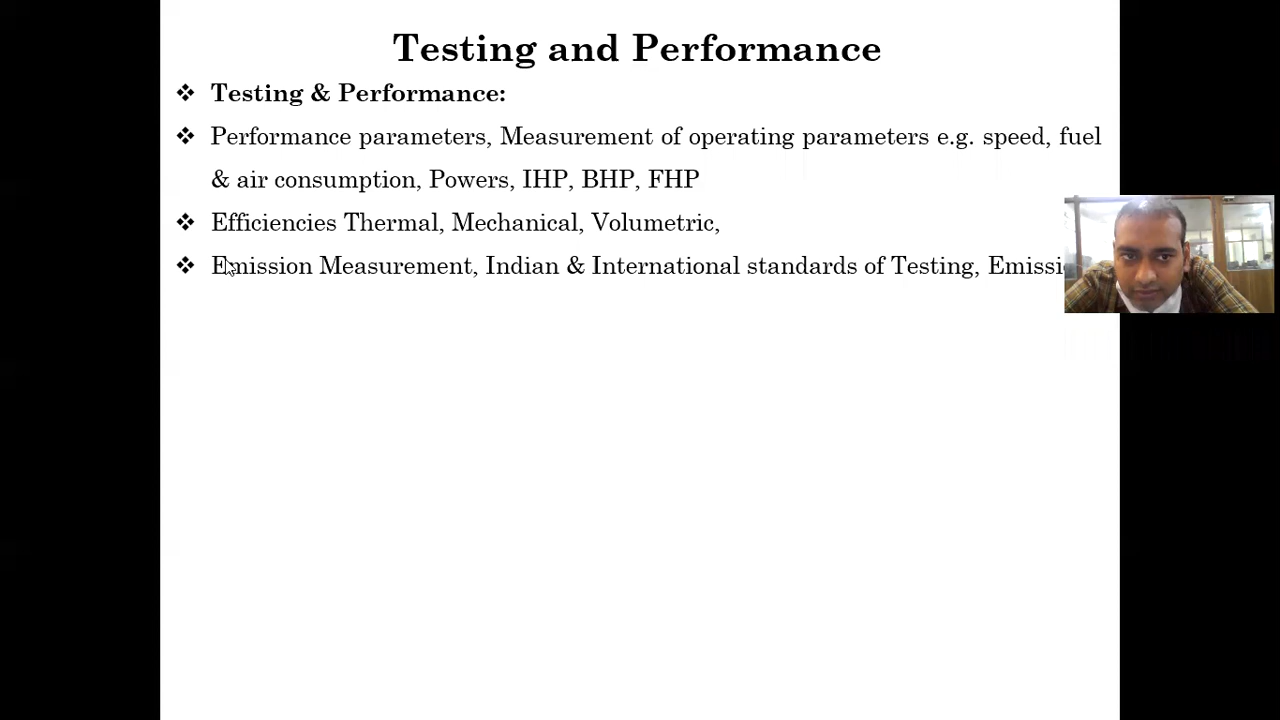 Testing and Performance
❖ Testing & Performance:
❖ Performance parameters, Measurement of operating parameters e.g. speed, fuel
& air consumption, Powers, IHP, BHP, FHP
❖ Efficiencies Thermal, Mechanical, Volumetric,
❖ Emission Measurement, Indian & International standards of Testing,